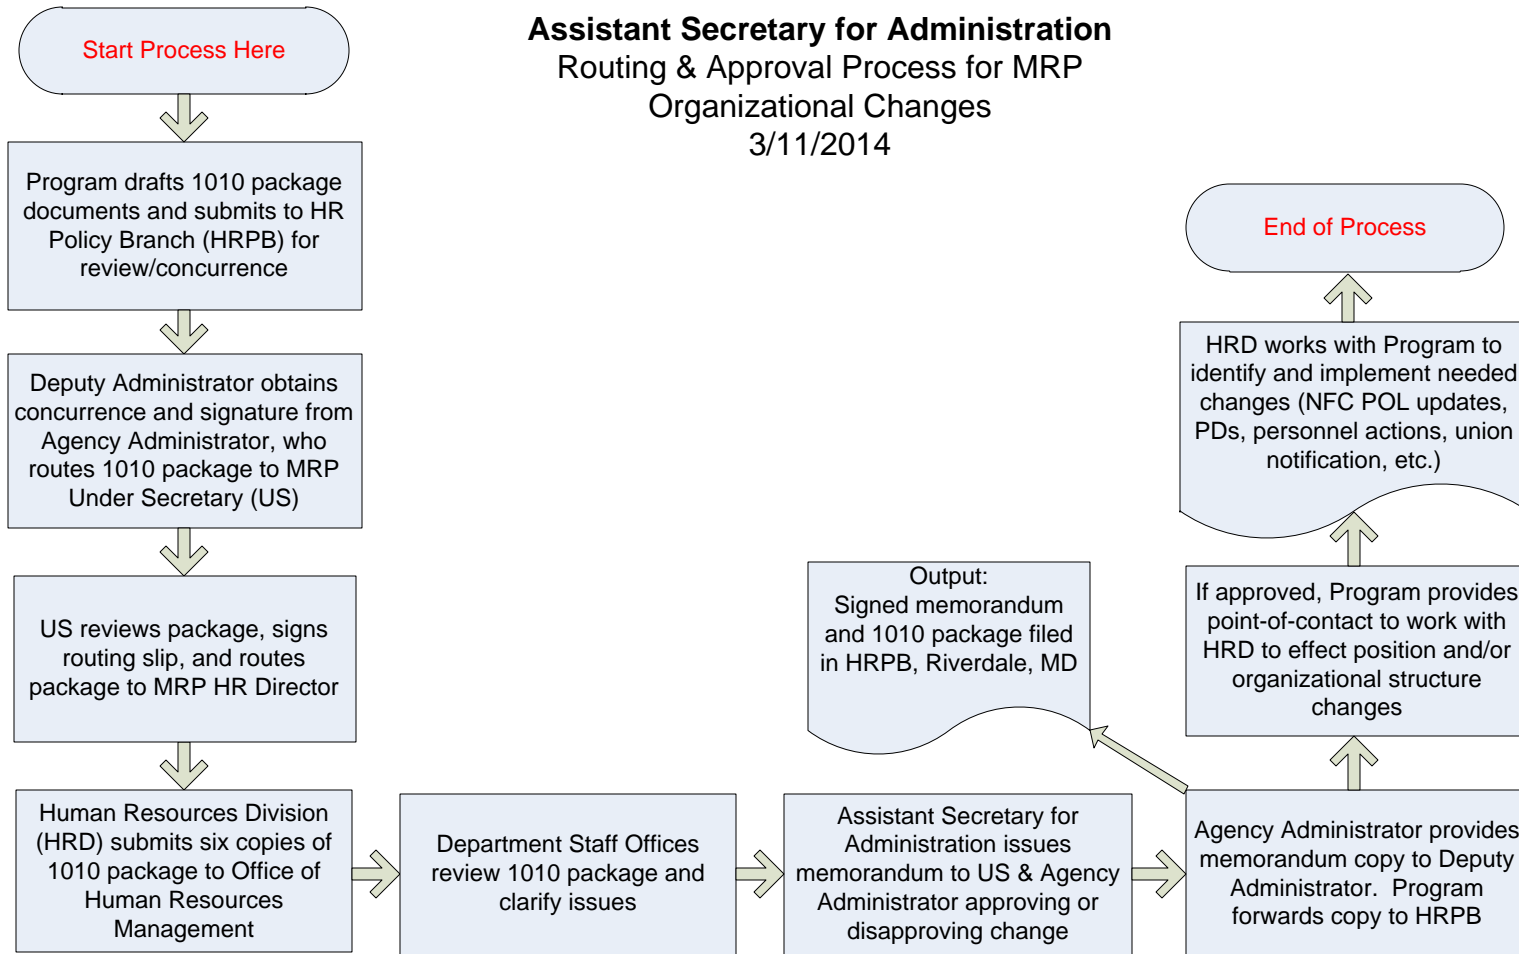 Assistant Secretary for Administration
Routing & Approval Process for MRP
Organizational Changes
3/11/2014
Start Process Here
Program drafts 1010 package
documents and submits to HR
Policy Branch (HRPB) for
review/concurrence
Deputy Administrator obtains
concurrence and signature from
Agency Administrator, who
routes 1010 package to MRP
Under Secretary (US)
US reviews package, signs
routing slip, and routes
package to MRP HR Director
Human Resources Division
(HRD) submits six copies of
1010 package to Office of
Human Resources
Management
Department Staff Offices
review 1010 package and
clarify issues
Assistant Secretary for
Administration issues
memorandum to US & Agency
Administrator approving or
disapproving change
Agency Administrator provides
memorandum copy to Deputy
Administrator.  Program
forwards copy to HRPB
Output:
Signed memorandum
and 1010 package filed
in HRPB, Riverdale, MD
If approved, Program provides
point-of-contact to work with
HRD to effect position and/or
organizational structure
changes
HRD works with Program to
identify and implement needed
changes (NFC POL updates,
PDs, personnel actions, union
notification, etc.)
End of Process